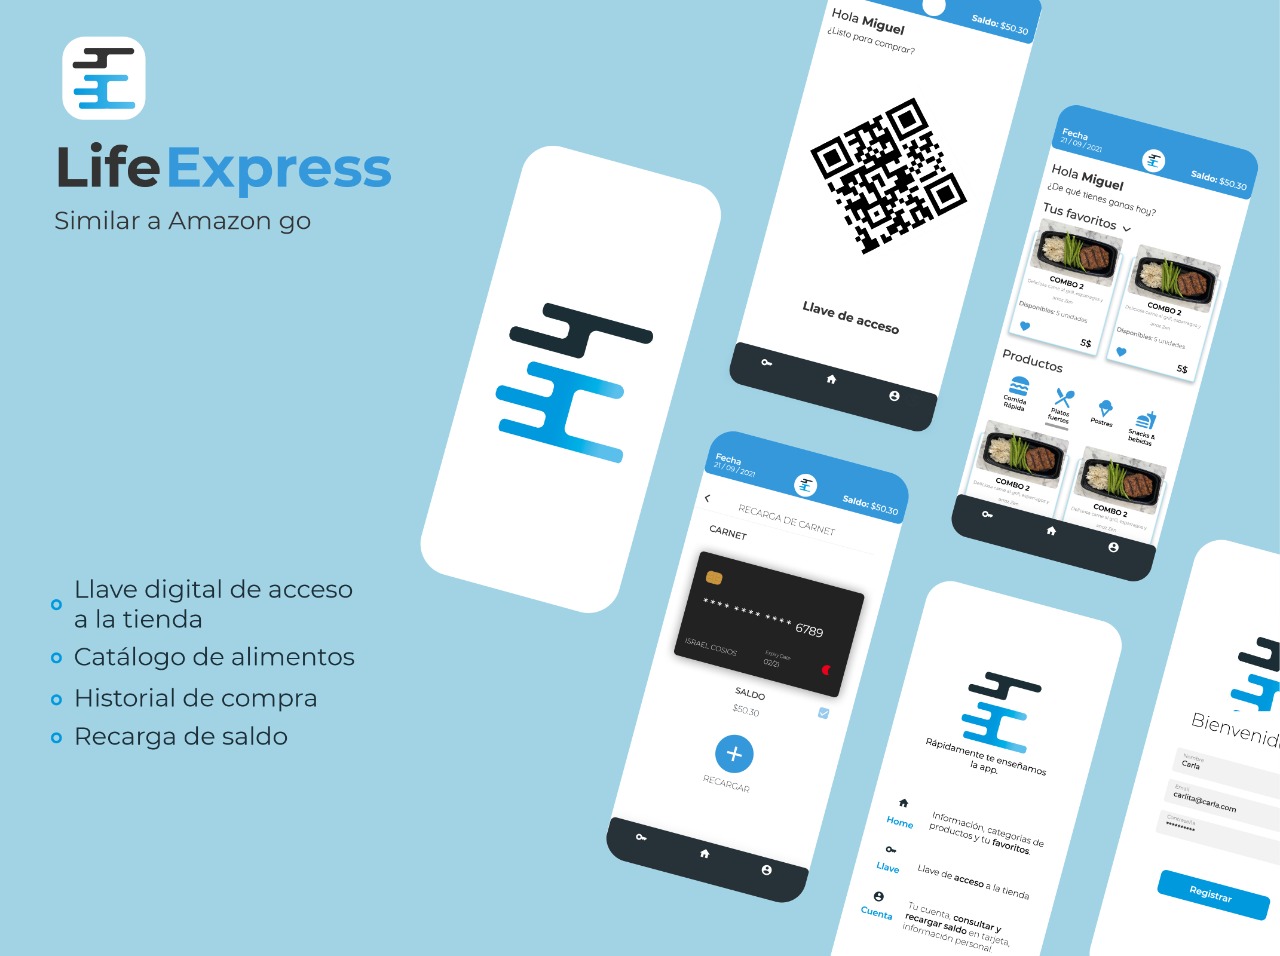 Life Express
Similar a Amazon go
Llave digital de acceso
a la tienda
Catálogo de alimentos
Historial de compra
Recarga de saldo
Saldo: $50.30
Hola Miguel
¿Listo para comprar?
Llave de acceso
Fecha
21 / 09 / 2021
Saldo: $50.30
Hola Miguel
¿De qué tienes ganas hoy?
Tus favoritos
COMBO 2
Disponibles: 5 unidades
5$
COMBO 2
Disponibles: 5 unidades
5$
Productos
Comida
Rápida
Platos
fuertes
Postres
Snacks &
bebidas
COMBO 2
COMBO 2
Fecha
21 / 09 / 2021
Saldo: $50.30
RECARGA DE CARNET
CARNET
**** **** **** 6789
ISRAEL COSIOS
Expiry Date
02/21
SALDO
$50.30
RECARGAR
Rápidamente te enseñamos
la app.
Home
Información, categorías de
productos y tu favoritos.
Llave
Llave de acceso a la tienda
Cuenta
Tu cuenta, consultar y
recargar saldo en tarjeta,
información personal.
Bienvenid
Nombre
Carla
Email
carlita@carla.com
Contraseña
**********
Registrar